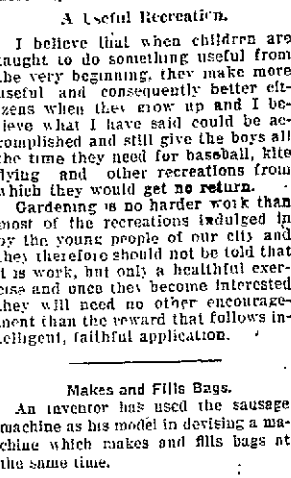 A Useful Recreation.
I believe that when children are
taught to do something useful from
the very beginning, they make more
useful and consequently better cit-
izens when they grow up and I be-
lieve what I have said could be ac-
complished and still give the boys all
the time they need for baseball, kite
flying and other recreations from
which they would get no return.
Gardening is no harder work than
most of the recreations indulged in
by the young people of our city and
they therefore should not be told that
it is work, but only a healthful exer-
cise and once they become interested
they will need no other encourage-
ment than the reward that follows in-
telligent, faithful application.
Makes and Fills Bags.
An inventor has used the sausage
machine as his model in devising a ma-
chine which makes and fills bags at
the same time.